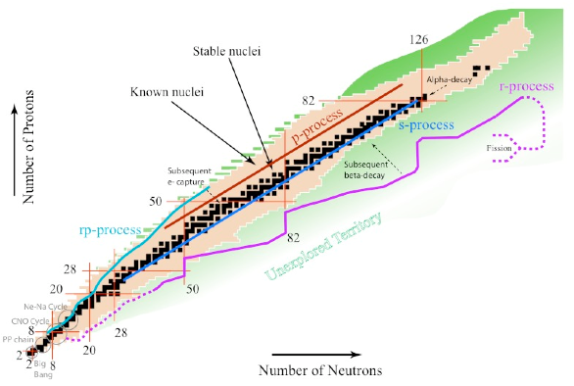 126
Stable nuclei
Alpha-decay
r-process
Known nuclei
82
p-process
s-process
Number of Protons
Fission
Subsequent
e-capture
Subsequent
beta-decay
50
rp-process
82
Unexplored Territory
28
50
20
Ne-Na Cycle
CNO Cycle
28
8
PP chain
20
2
2
8
Big
Bang
Number of Neutrons